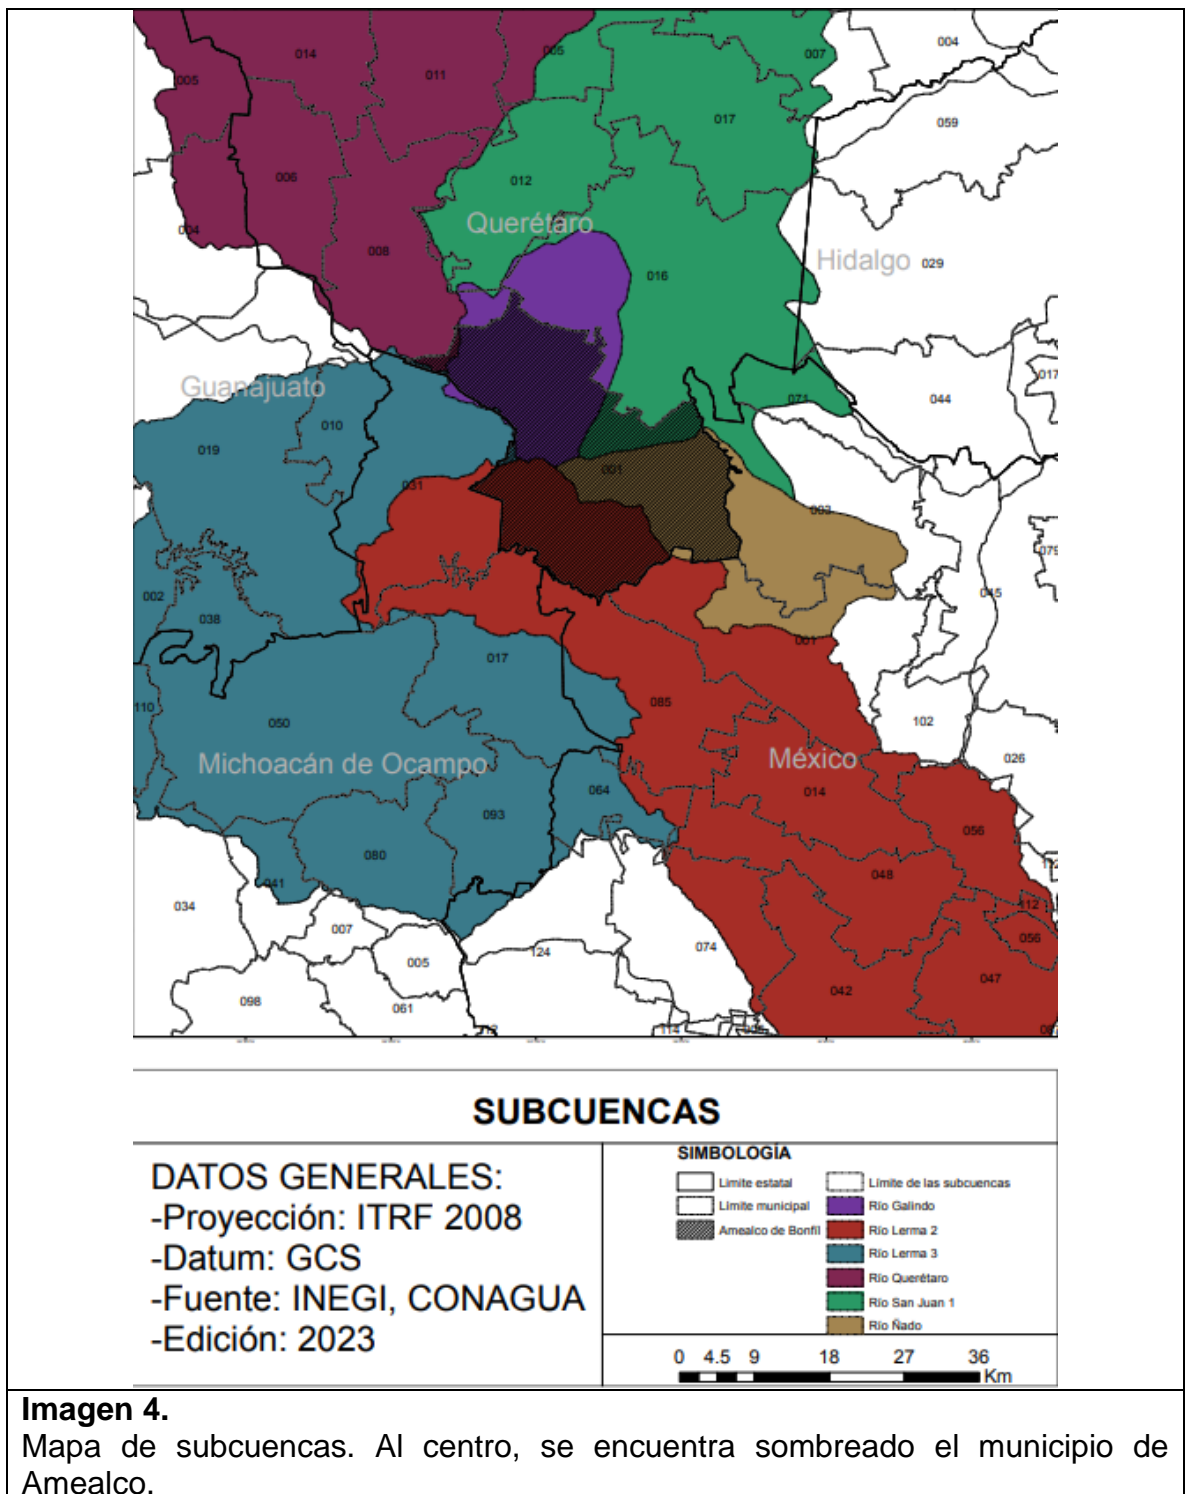 014
005
005
011
007
004
017
059
006
012
004
Querétaro
008
016
Hidalgo
029
Guanajuato
017
071
044
010
019
001
031
003
079
002
045
038
001
017
110
085
050
102
Michoacán de Ocampo
México
026
064
014
093
056
080
048
041
112
034
007
056
074
124
005
047
042
098
061
112
114
SUBCUENCAS
DATOS GENERALES:
-Proyección: ITRF 2008
-Datum: GCS
-Fuente: INEGI, CONAGUA
-Edición: 2023
SIMBOLOGÍA
Limite estatal
Límite municipal
Amealco de Bonfil
Límite de las subcuencas
Río Galindo
Río Lerma 2
Río Lerma 3
Río Querétaro
Río San Juan 1
Río Ñado
0 4.5 9 18 27 36
Km
Imagen 4.
Mapa de subcuencas. Al centro, se encuentra sombreado el municipio de
Amealco.